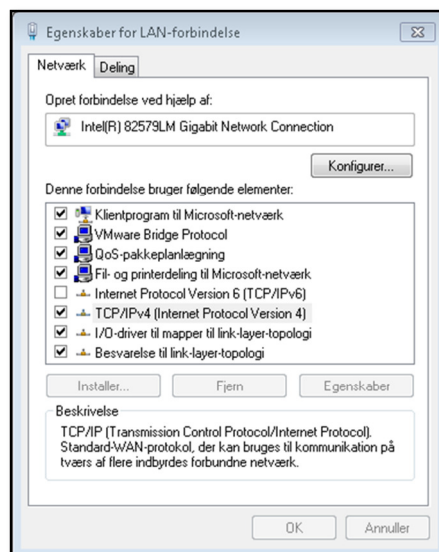 Egenskaber for LAN-forbindelse
Netværk Deling
Opret forbindelse ved hjælp af:
Intel(R) 82579LM Gigabit Network Connection
Konfigurer...
Denne forbindelse bruger følgende elementer:
Klientprogram til Microsoft-netværk
VMware Bridge Protocol
QoS-pakkeplanlægning
Fil- og printerdeling til Microsoft-netværk
Internet Protocol Version 6 (TCP/IPv6)
TCP/IPv4 (Internet Protocol Version 4)
I/O-driver til mapper til link-layer-topologi
Besvarelse til link-layer-topologi
Installer... Fjern Egenskaber
Beskrivelse
TCP/IP (Transmission Control Protocol/Internet Protocol).
Standard-WAN-protokol, der kan bruges til kommunikation på
tværs af flere indbyrdes forbundne netværk.
OK Annuller